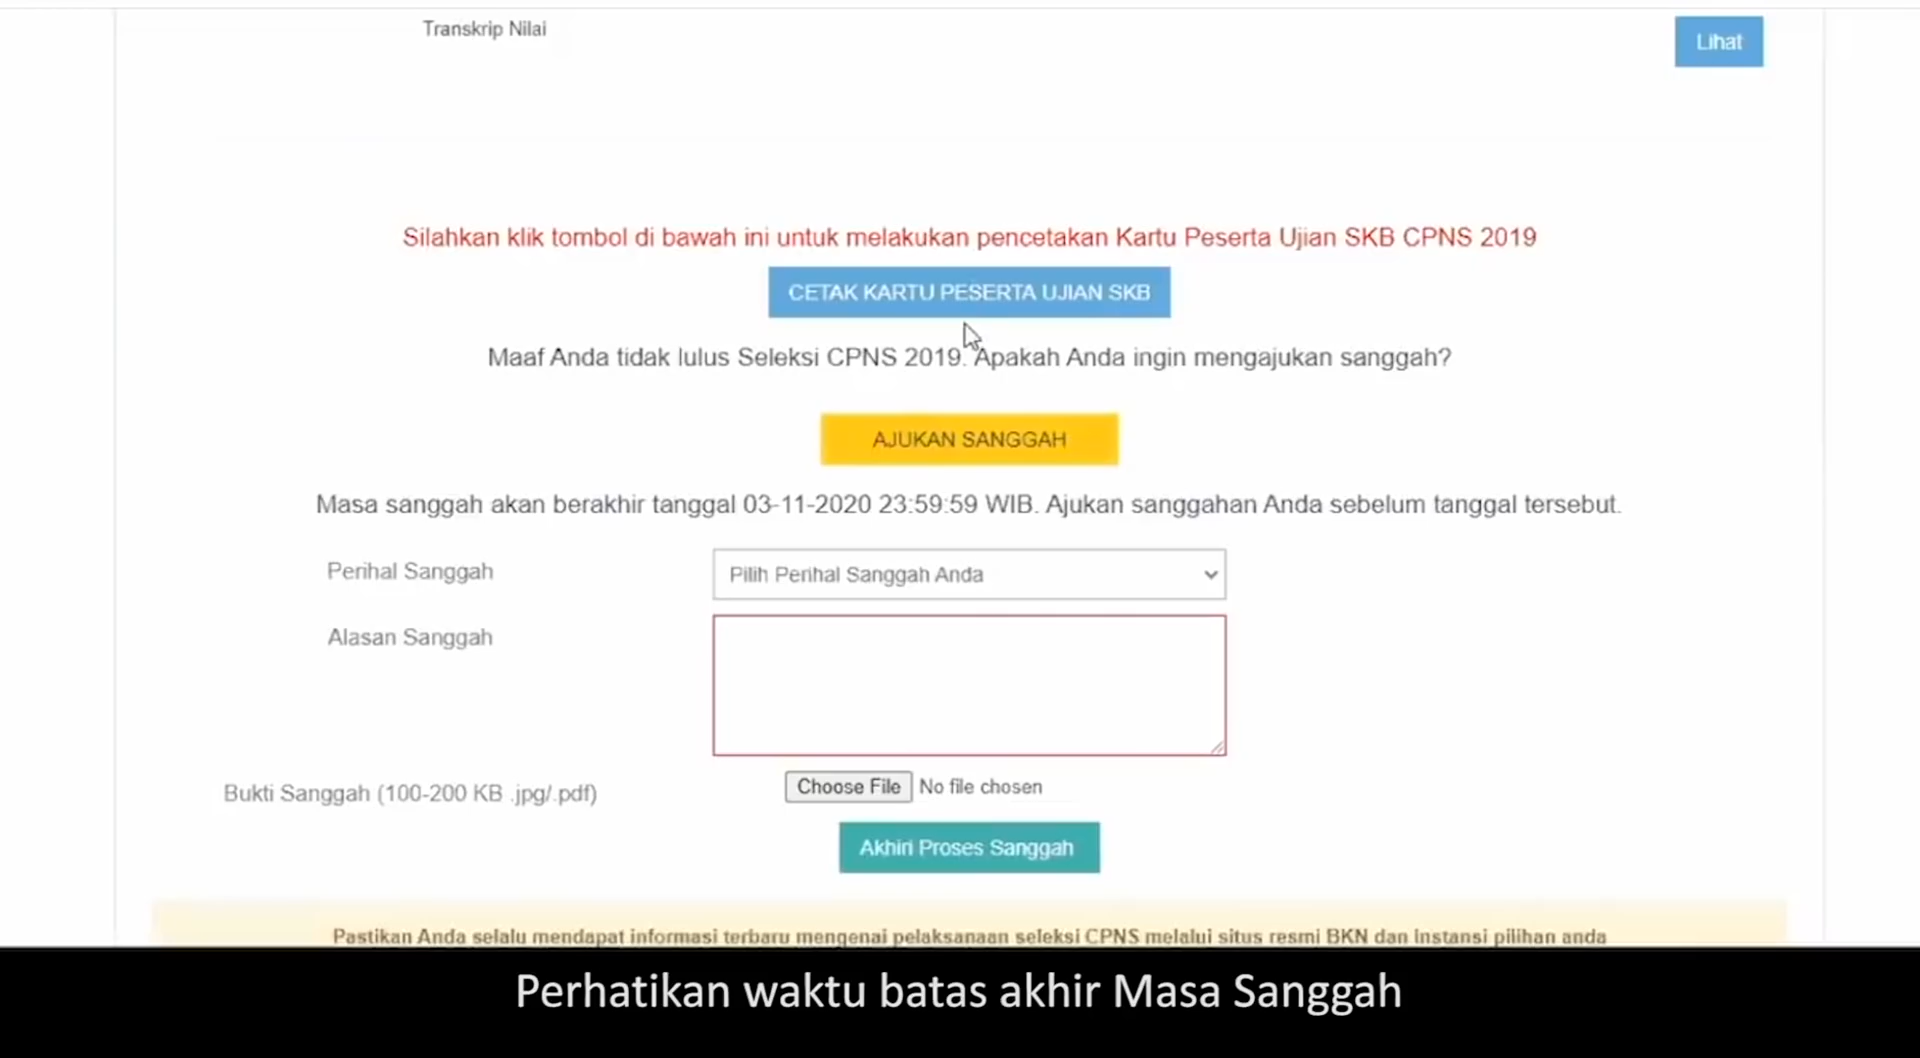 Transkrip Nilai
Lihat
Silahkan klik tombol di bawah ini untuk melakukan pencetakan Kartu Peserta Ujian SKB CPNS 2019
CETAK KARTU PESERTA UJIAN SKB
Maaf Anda tidak lulus Seleksi CPNS 2019. Apakah Anda ingin mengajukan sanggah?
AJUKAN SANGGAH
Masa sanggah akan berakhir tanggal 03-11-2020 23:59:59 WIB. Ajukan sanggahan Anda sebelum tanggal tersebut.
Perihal Sanggah
Pilih Perihal Sanggah Anda
Alasan Sanggah
Bukti Sanggah (100-200 KB .jpg/.pdf)
Choose File No file chosen
Akhiri Proses Sanggah
Pastikan Anda selalu mendapat informasi terbaru mengenai pelaksanaan seleksi CPNS melalui situs resmi BKN dan Instansi pilihan anda
Perhatikan waktu batas akhir Masa Sanggah